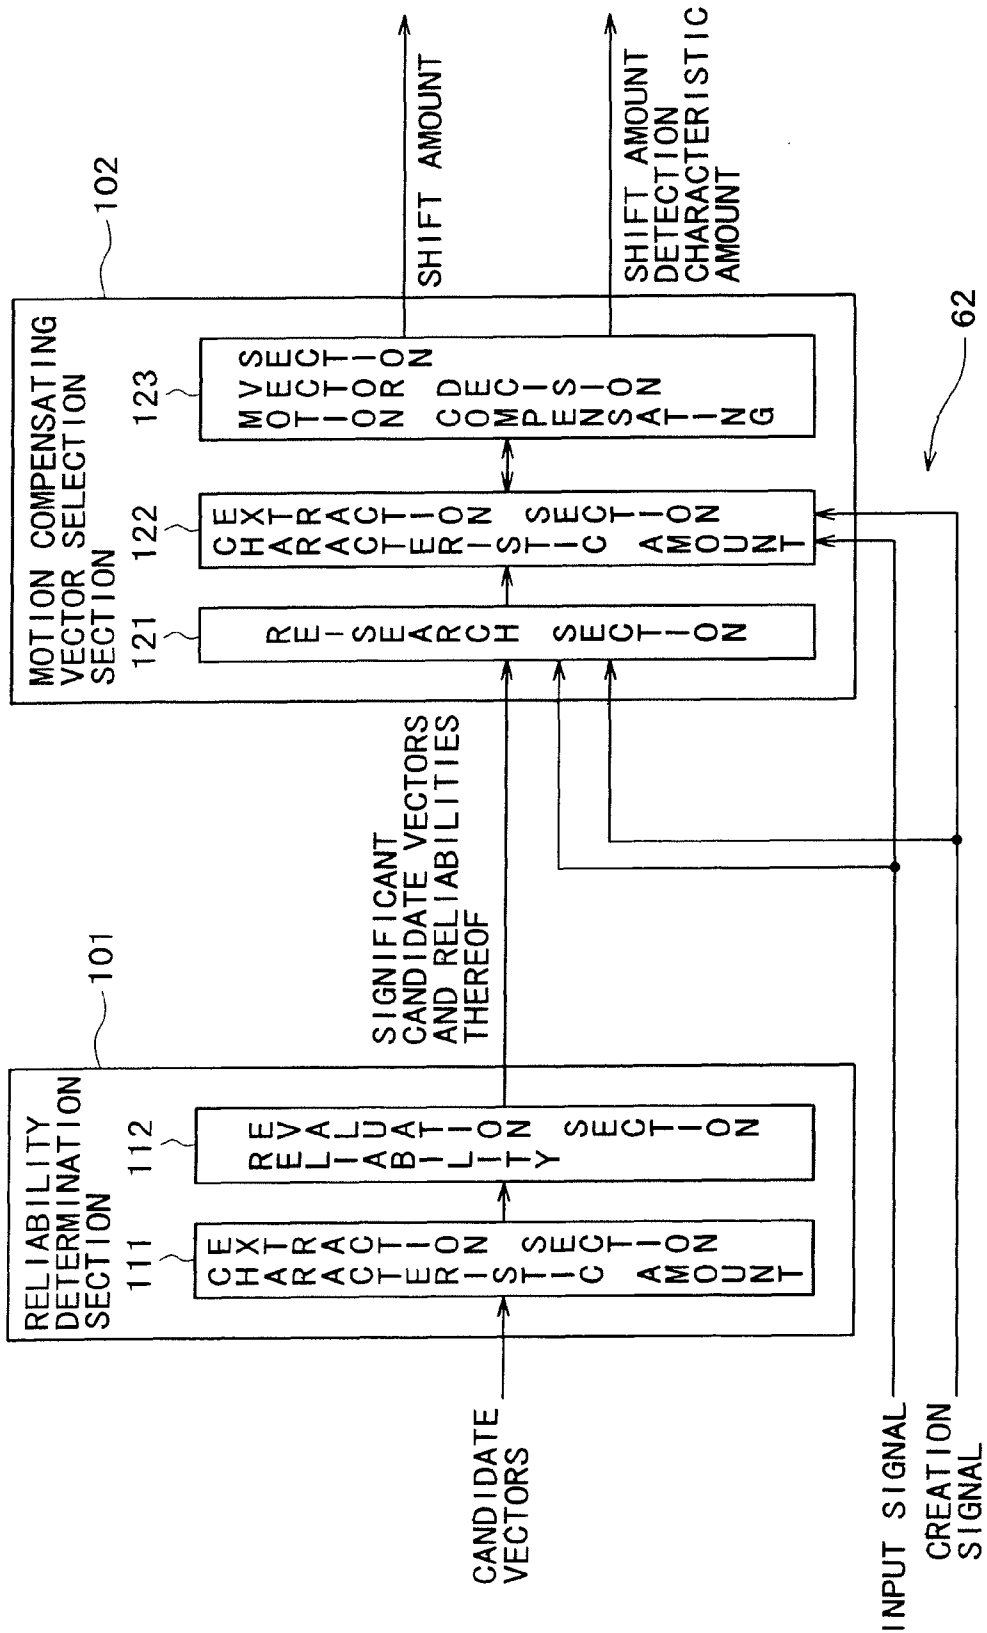 CANDIDATE
VECTORS
INPUT SIGNAL
CREATION
SIGNAL
RELIABILITY
DETERMINATION
SECTION
101
111
CHARACTERISTIC AMOUNT
EXTRACTION SECTION
112
RELIABILITY
EVALUATION SECTION
SIGNIFICANT
CANDIDATE VECTORS
AND RELIABILITIES
THEREOF
MOTION COMPENSATING
VECTOR SELECTION
SECTION
102
121
RE-SEARCH SECTION
122
CHARACTERISTIC AMOUNT
EXTRACTION SECTION
123
MOTION COMPENSATING
VECTOR DECISION
SECTION
SHIFT AMOUNT
SHIFT AMOUNT
DETECTION
CHARACTERISTIC
AMOUNT
62